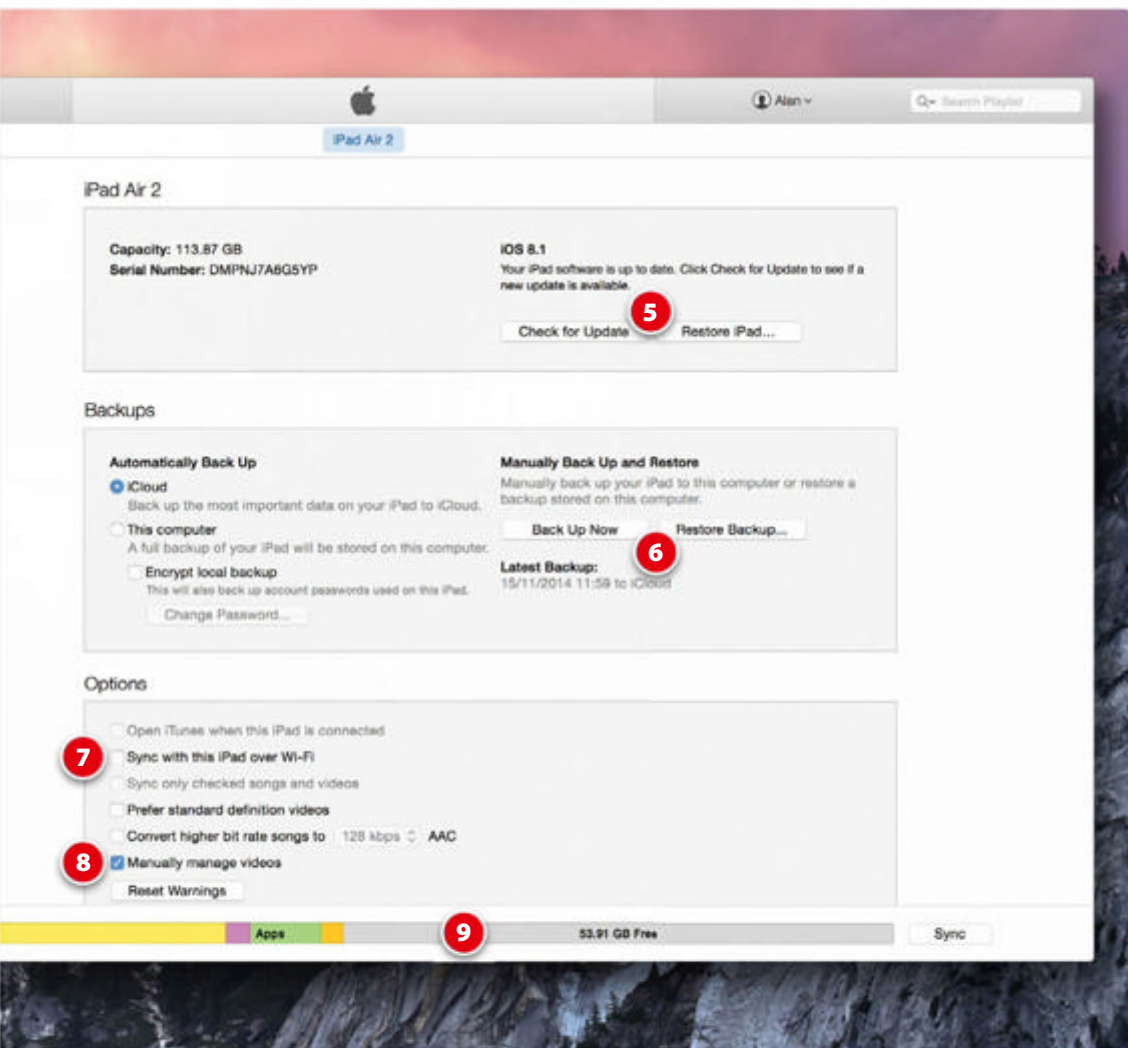 Alan
Search Playlist
iPad Air 2
iPad Air 2
Capacity: 113.87 GB
Serial Number: DMPNJ7A6G5YP
iOS 8.1
Your iPad software is up to date. Click Check for Update to see if a
new update is available.
5
Check for Update
Restore iPad...
Backups
Automatically Back Up
iCloud
Back up the most important data on your iPad to iCloud.
This computer
A full backup of your iPad will be stored on this computer.
Encrypt local backup
This will also back up account passwords used on this iPad.
Change Password...
Manually Back Up and Restore
Manually back up your iPad to this computer or restore a
backup stored on this computer.
Back Up Now
Restore Backup...
6
Latest Backup:
15/11/2014 11:59 to iCloud
Options
Open iTunes when this iPad is connected
7
Sync with this iPad over Wi-Fi
Sync only checked songs and videos
Prefer standard definition videos
Convert higher bit rate songs to 128 kbps AAC
8
Manually manage videos
Reset Warnings
Apps
9
53.91 GB Free
Sync